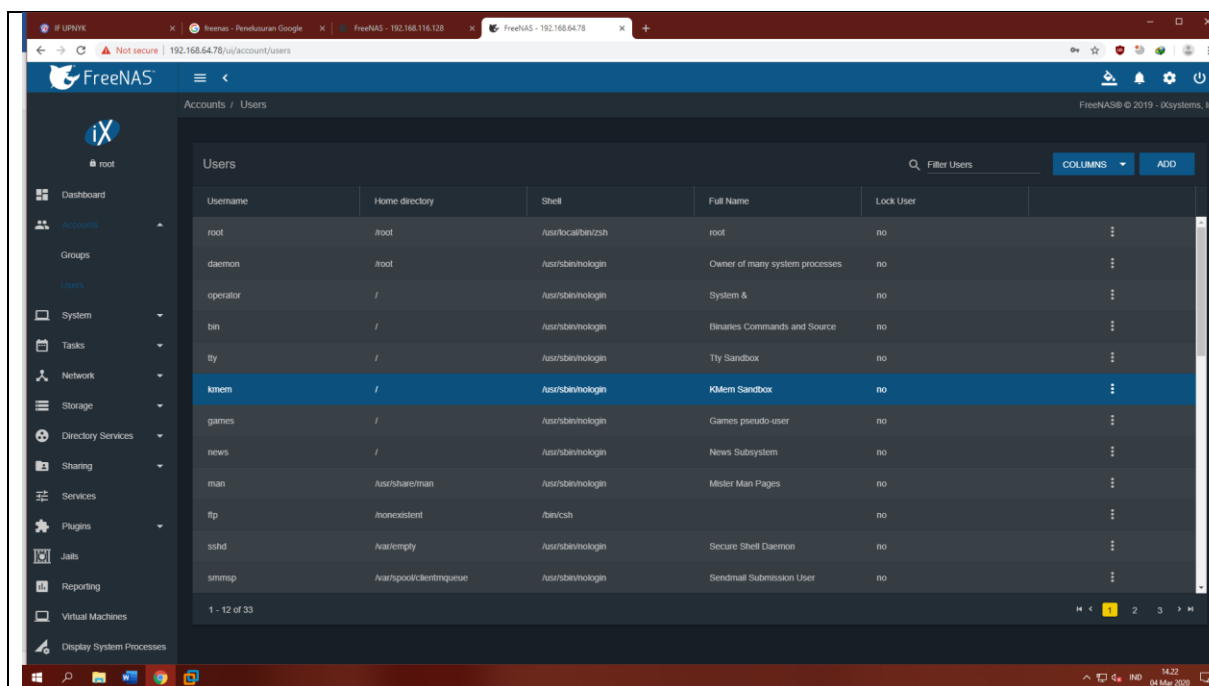 IF UPNYK
freenas - Penelusuran Google
FreeNAS - 192.168.116.128
FreeNAS - 192.168.64.78
Not secure | 192.168.64.78/ui/account/users
FreeNAS
Accounts / Users
FreeNAS® © 2019 - iXsystems, I
iX
root
Users
Filter Users
COLUMNS
ADD
Dashboard
Accounts
Groups
Users
System
Tasks
Network
Storage
Directory Services
Sharing
Services
Plugins
Jails
Reporting
Virtual Machines
Display System Processes
Username Home directory Shell Full Name Lock User
root /root /usr/local/bin/zsh root no
daemon /root /usr/sbin/nologin Owner of many system processes no
operator / /usr/sbin/nologin System & no
bin / /usr/sbin/nologin Binaries Commands and Source no
tty / /usr/sbin/nologin Tty Sandbox no
kmem / /usr/sbin/nologin KMem Sandbox no
games / /usr/sbin/nologin Games pseudo-user no
news / /usr/sbin/nologin News Subsystem no
man /usr/share/man /usr/sbin/nologin Mister Man Pages no
ftp /nonexistent /bin/csh no
sshd /var/empty /usr/sbin/nologin Secure Shell Daemon no
smmsp /var/spool/clientmqueue /usr/sbin/nologin Sendmail Submission User no
1 - 12 of 33
1 2 3
IND
14.22
04 Mar 2020